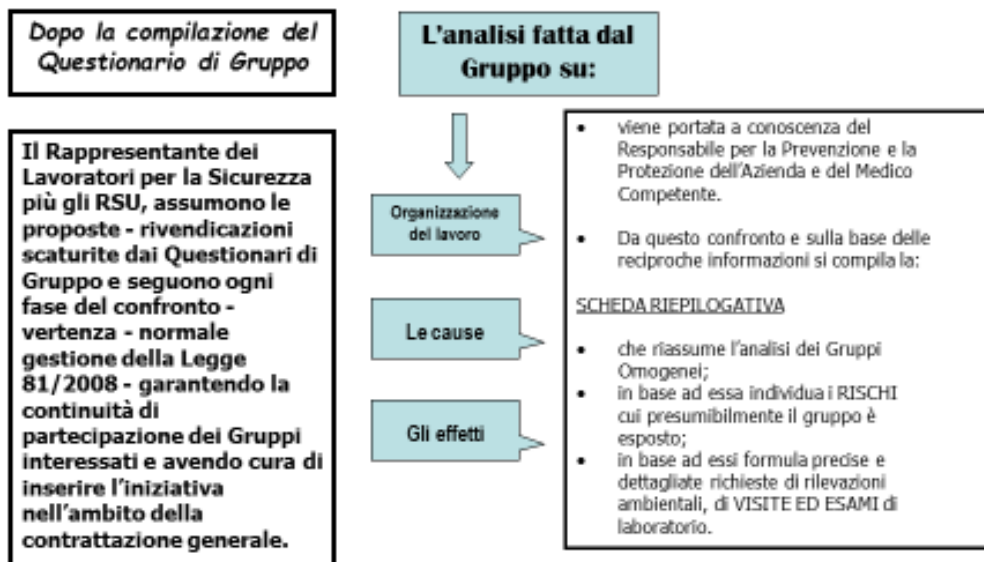 Dopo la compilazione del
Questionario di Gruppo
Il Rappresentante dei
Lavoratori per la Sicurezza
più gli RSU, assumono le
proposte - rivendicazioni
scaturite dai Questionari di
Gruppo e seguono ogni
fase del confronto -
vertenza - normale
gestione della Legge
81/2008 - garantendo la
continuità di
partecipazione dei Gruppi
interessati e avendo cura di
inserire l'iniziativa
nell'ambito della
contrattazione generale.
L'analisi fatta dal
Gruppo su:
Organizzazione
del lavoro
Le cause
Gli effetti
• viene portata a conoscenza del
Responsabile per la Prevenzione e la
Protezione dell'Azienda e del Medico
Competente.
• Da questo confronto e sulla base delle
reciproche informazioni si compila la:
SCHEDA RIEPILOGATIVA
• che riassume l'analisi dei Gruppi
Omogenei;
• in base ad essa individua i RISCHI
cui presumibilmente il gruppo è
esposto;
• in base ad essi formula precise e
dettagliate richieste di rilevazioni
ambientali, di VISITE ED ESAMI di
laboratorio.